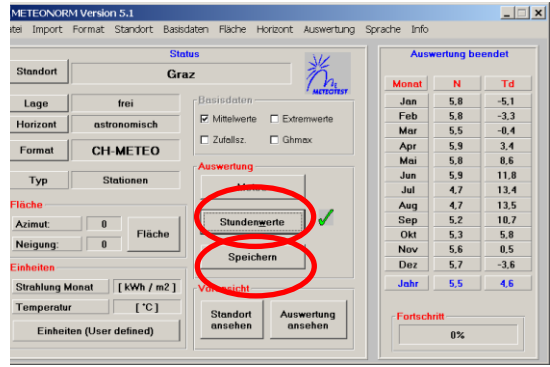 METEONORM Version 5.1
Import Format Standort Basisdaten Fläche Horizont Auswertung Sprache Info
Status
Standort Graz
METEOTEST
Lage frei
Horizont astronomisch
Format CH-METEO
Typ Stationen
Basisdaten
Mittelwerte Extremwerte
Zufallsz. Ghmax
Fläche
Azimut: 0
Neigung: 0
Fläche
Auswertung
Stundenwerte
Speichern
Einheiten
Strahlung Monat [ kWh / m2 ]
Temperatur [ °C ]
Einheiten (User defined)
Standort ansehen
Auswertung ansehen
Auswertung beendet
Monat N Td
Jan 5,8 -5,1
Feb 5,8 -3,3
Mar 5,5 -0,4
Apr 5,9 3,4
Mai 5,8 8,6
Jun 5,9 11,8
Jul 4,7 13,4
Aug 4,7 13,5
Sep 5,2 10,7
Okt 5,3 5,8
Nov 5,6 0,5
Dez 5,7 -3,6
Jahr 5,5 4,6
Fortschritt
0%